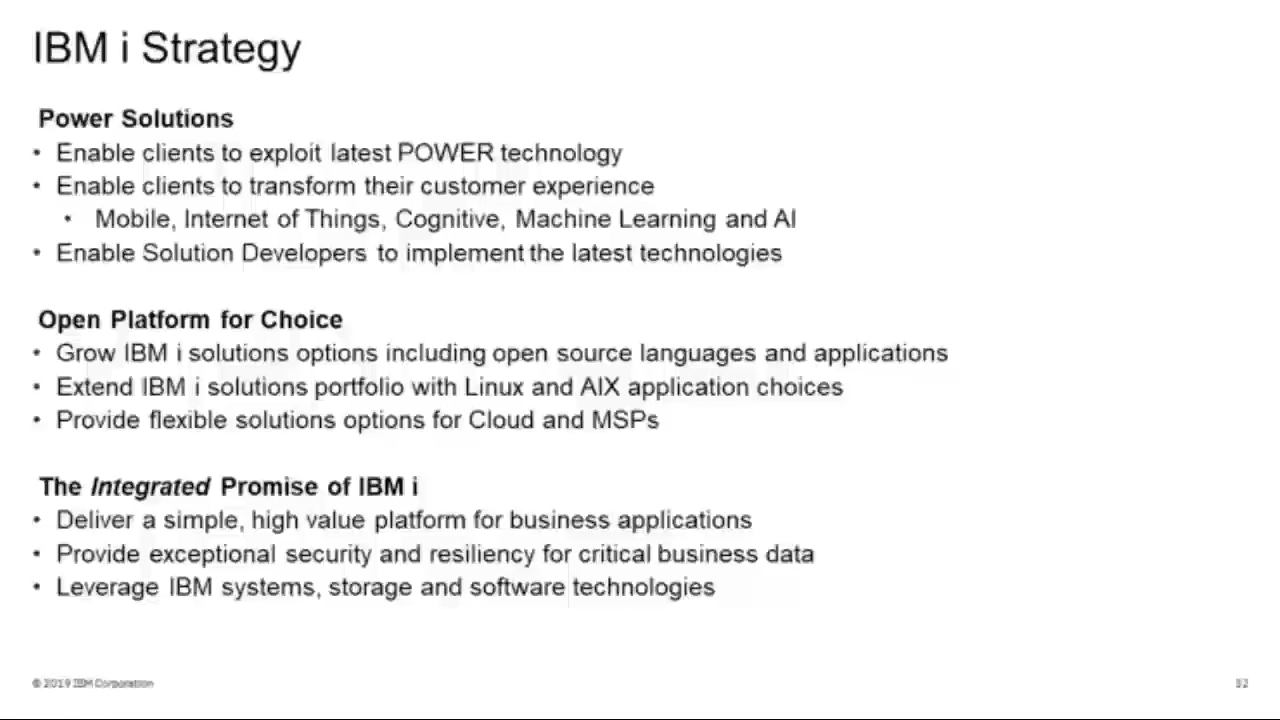 IBM i Strategy
Power Solutions
• Enable clients to exploit latest POWER technology
• Enable clients to transform their customer experience
• Mobile, Internet of Things, Cognitive, Machine Learning and AI
• Enable Solution Developers to implement the latest technologies
Open Platform for Choice
• Grow IBM i solutions options including open source languages and applications
• Extend IBM i solutions portfolio with Linux and AIX application choices
• Provide flexible solutions options for Cloud and MSPs
The Integrated Promise of IBM i
• Deliver a simple, high value platform for business applications
• Provide exceptional security and resiliency for critical business data
• Leverage IBM systems, storage and software technologies
© 2019 IBM Corporation